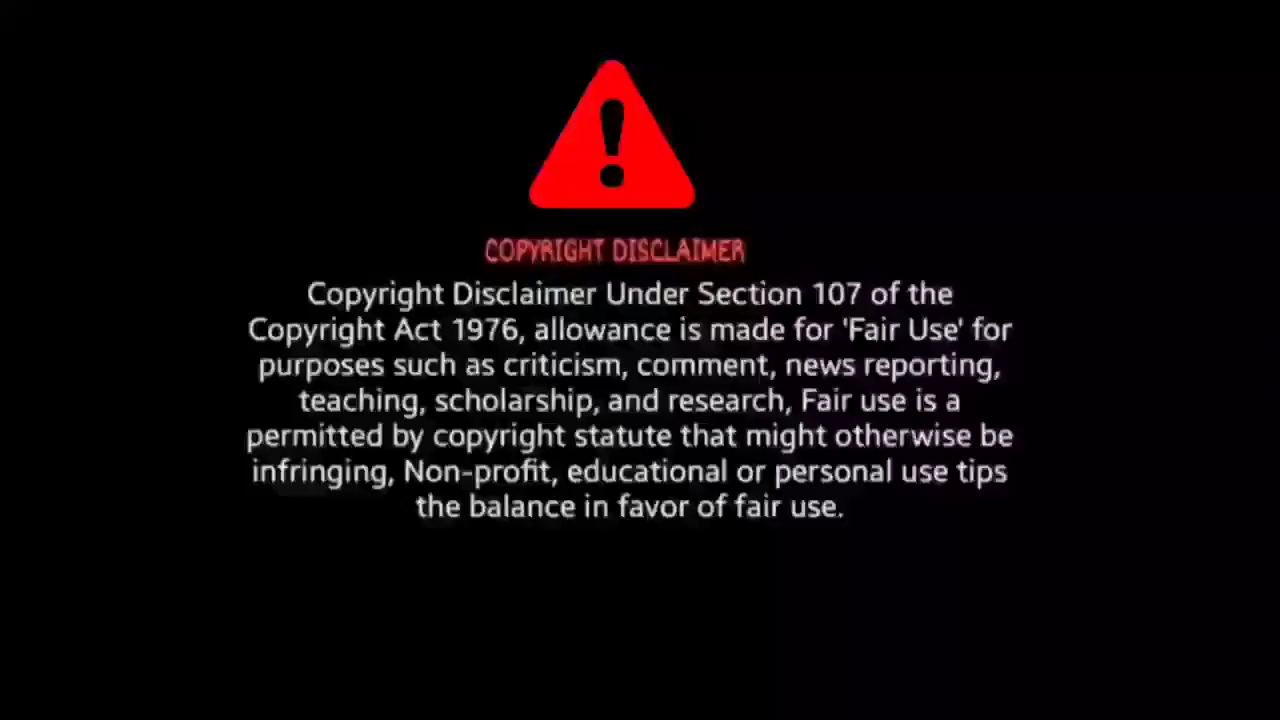 COPYRIGHT DISCLAIMER
Copyright Disclaimer Under Section 107 of the
Copyright Act 1976, allowance is made for 'Fair Use' for
purposes such as criticism, comment, news reporting,
teaching, scholarship, and research, Fair use is a
permitted by copyright statute that might otherwise be
infringing, Non-profit, educational or personal use tips
the balance in favor of fair use.